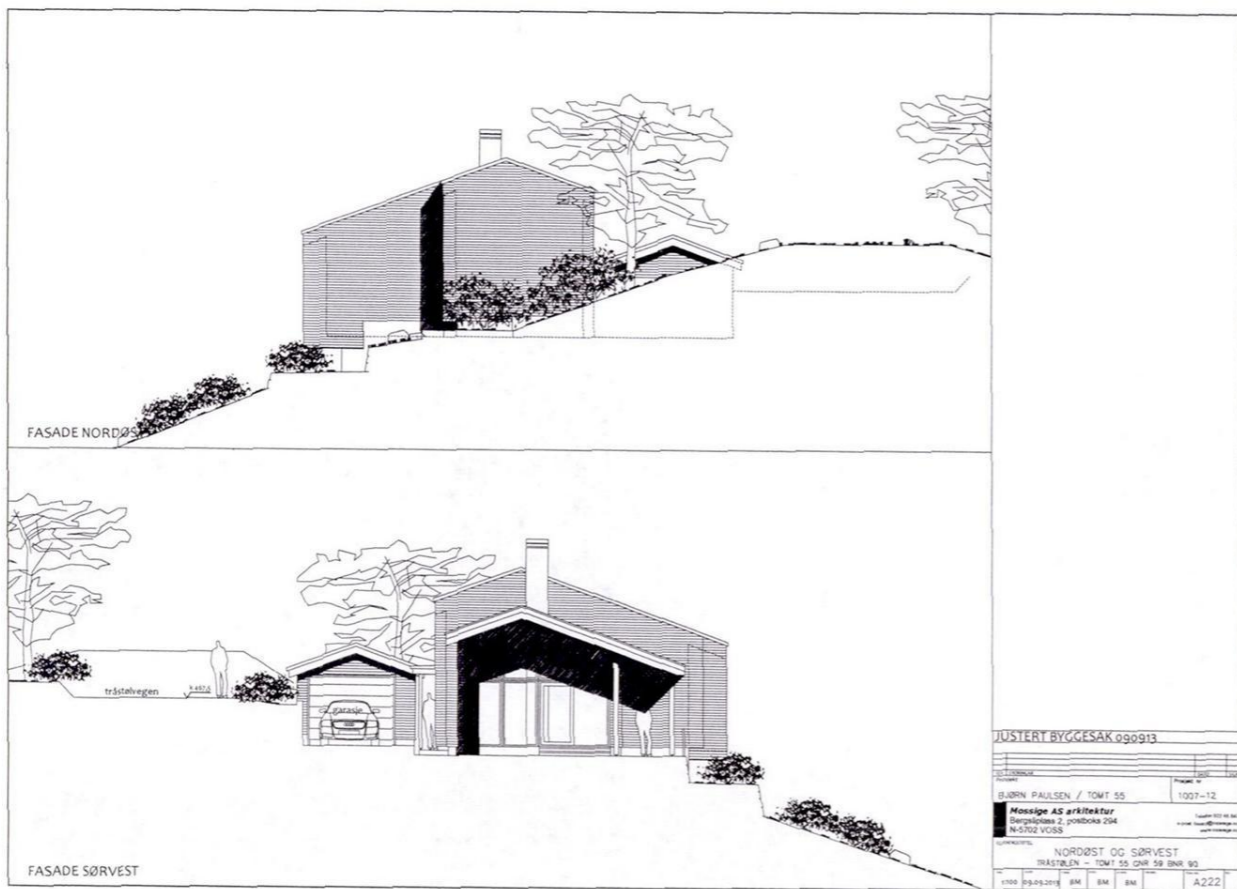 FASADE NORDØS
tråstølvegen
garasje
FASADE SØRVEST
JUSTERT BYGGESAK 090913
BJØRN PAULSEN / TOMT 55
1007-12
Mossige AS arkitektur
Bergsliplass 2, postboks 294
N-5702 VOSS
NORDØST OG SØRVEST
TRÅSTØLEN - TOMT 55 GNR 59 BNR 90
1:100 09.09.2013 BM BM BM A222